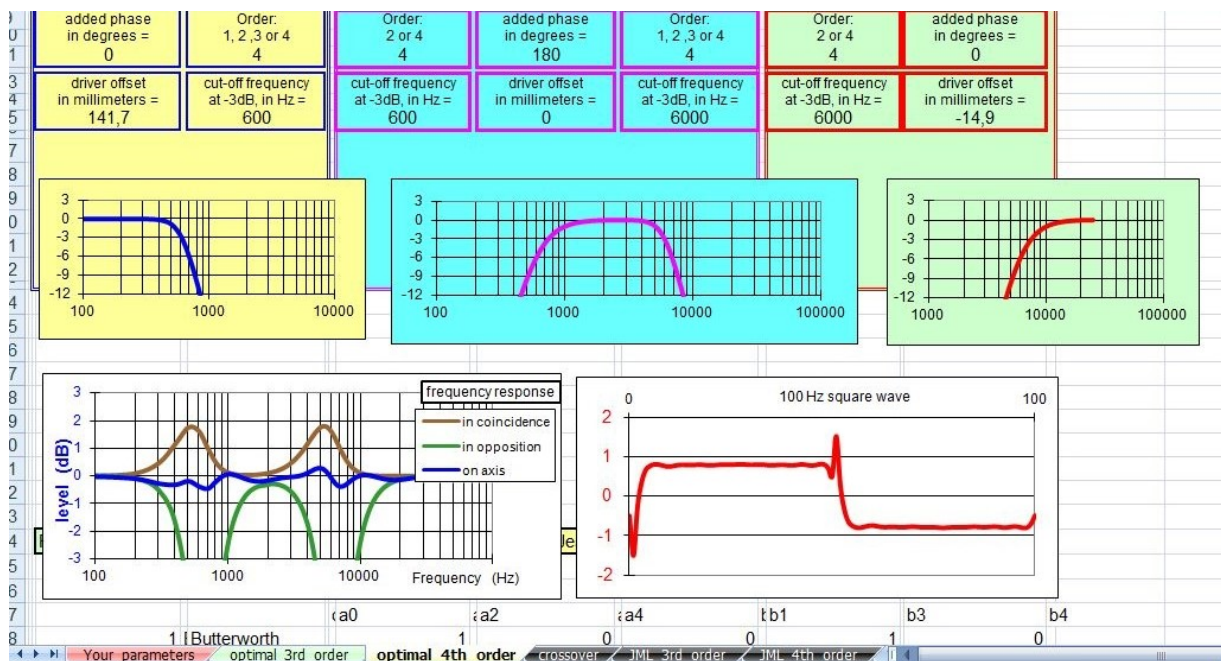 added phase
in degrees =
0
Order:
1, 2 ,3 or 4
4
Order:
2 or 4
4
added phase
in degrees =
180
Order:
1, 2, 3 or 4
4
Order:
2 or 4
4
added phase
in degrees =
0
driver offset
in millimeters =
141,7
cut-off frequency
at -3dB, in Hz =
600
cut-off frequency
at -3dB, in Hz =
600
driver offset
in millimeters =
0
cut-off frequency
at -3dB, in Hz =
6000
cut-off frequency
at -3dB, in Hz =
6000
driver offset
in millimeters =
-14,9
3
0
-3
-6
-9
-12
100 1000 10000
3
0
-3
-6
-9
-12
100 1000 10000 100000
3
0
-3
-6
-9
-12
1000 10000 100000
frequency response
in coincidence
in opposition
on axis
level (dB)
3
2
1
0
-1
-2
-3
100 1000 10000 Frequency (Hz)
0 100 Hz square wave 100
2
1
0
-1
-2
a0 a2 a4 b1 b3 b4
1 Butterworth 1 0 0 1 0
Your parameters optimal 3rd order optimal 4th order crossover JML 3rd order JML 4th order